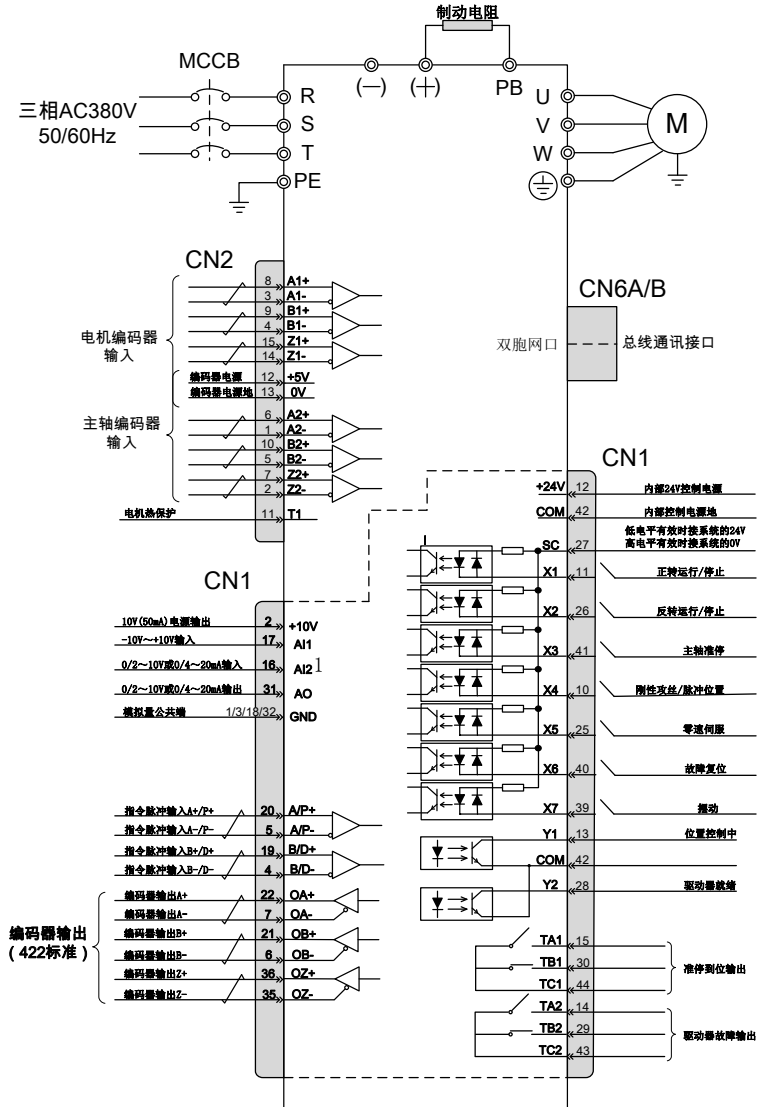 制动电阻
MCCB
三相AC380V
50/60Hz
R
S
T
PE
(—)
(+)
PB
U
V
W
M
CN2
电机编码器
输入
8 A1+
3 A1-
9 B1+
4 B1-
15 Z1+
14 Z1-
编码器电源 12 +5V
编码器电源地 13 0V
主轴编码器
输入
6 A2+
1 A2-
10 B2+
5 B2-
7 Z2+
2 Z2-
电机热保护 11 T1
CN6A/B
双胞网口
总线通讯接口
CN1
10V(50mA)电源输出 2 +10V
-10V～+10V输入 17 AI1
0/2～10V或0/4～20mA输入 16 AI2 1
0/2～10V或0/4～20mA输出 31 AO
模拟量公共端 1/3/18/32 GND
指令脉冲输入A+/P+ 20 A/P+
指令脉冲输入A-/P- 5 A/P-
指令脉冲输入B+/D+ 19 B/D+
指令脉冲输入B-/D- 4 B/D-
编码器输出
(422标准)
编码器输出A+ 22 OA+
编码器输出A- 7 OA-
编码器输出B+ 21 OB+
编码器输出B- 6 OB-
编码器输出Z+ 36 OZ+
编码器输出Z- 35 OZ-
CN1
+24V 12 内部24V控制电源
COM 42 内部控制电源地
低电平有效时接系统的24V
SC 27 高电平有效时接系统的0V
X1 11 正转运行/停止
X2 26 反转运行/停止
X3 41 主轴准停
X4 10 刚性攻丝/脉冲位置
X5 25 零速伺服
X6 40 故障复位
X7 39 摆动
Y1 13 位置控制中
COM 42
Y2 28 驱动器就绪
TA1 15
TB1 30
TC1 44
准停到位输出
TA2 14
TB2 29
TC2 43
驱动器故障输出